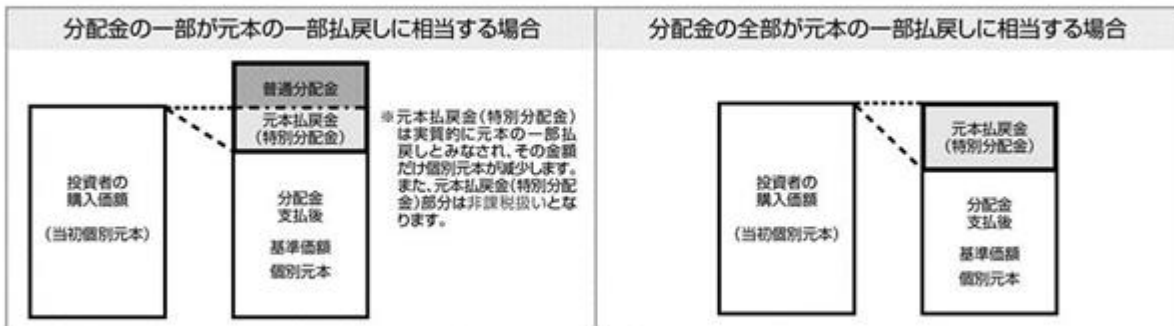 分配金の一部が元本の一部払戻しに相当する場合
普通分配金
元本払戻金
(特別分配金)
投資者の
購入価額
(当初個別元本)
分配金
支払後
基準価額
個別元本
※元本払戻金(特別分配金)
は実質的に元本の一部払
戻しとみなされ、その金額
だけ個別元本が減少します。
また、元本払戻金(特別分配
金)部分は非課税扱いとな
ります。
分配金の全部が元本の一部払戻しに相当する場合
投資者の
購入価額
(当初個別元本)
元本払戻金
(特別分配金)
分配金
支払後
基準価額
個別元本